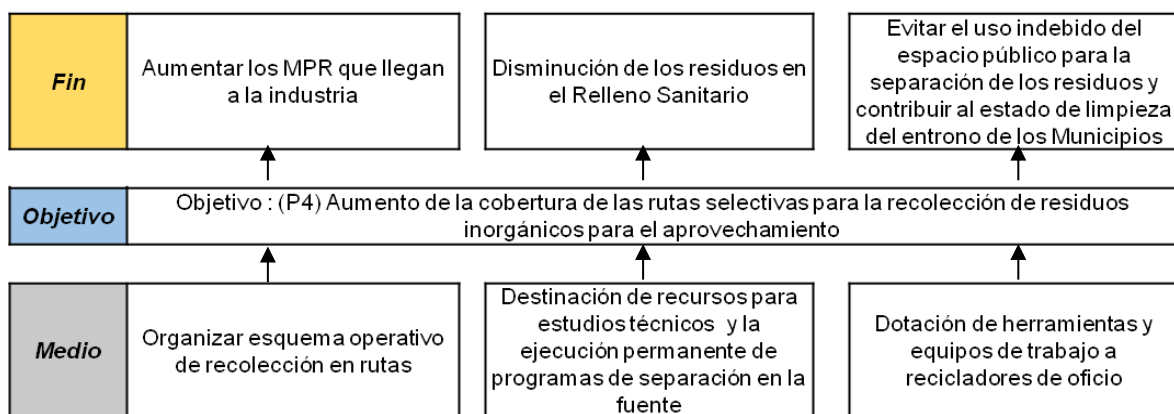 Fin
Aumentar los MPR que llegan
a la industria
Disminución de los residuos en
el Relleno Sanitario
Evitar el uso indebido del
espacio público para la
separación de los residuos y
contribuir al estado de limpieza
del entrono de los Municipios
Objetivo
Objetivo : (P4) Aumento de la cobertura de las rutas selectivas para la recolección de residuos
inorgánicos para el aprovechamiento
Medio
Organizar esquema operativo
de recolección en rutas
Destinación de recursos para
estudios técnicos y la
ejecución permanente de
programas de separación en la
fuente
Dotación de herramientas y
equipos de trabajo a
recicladores de oficio